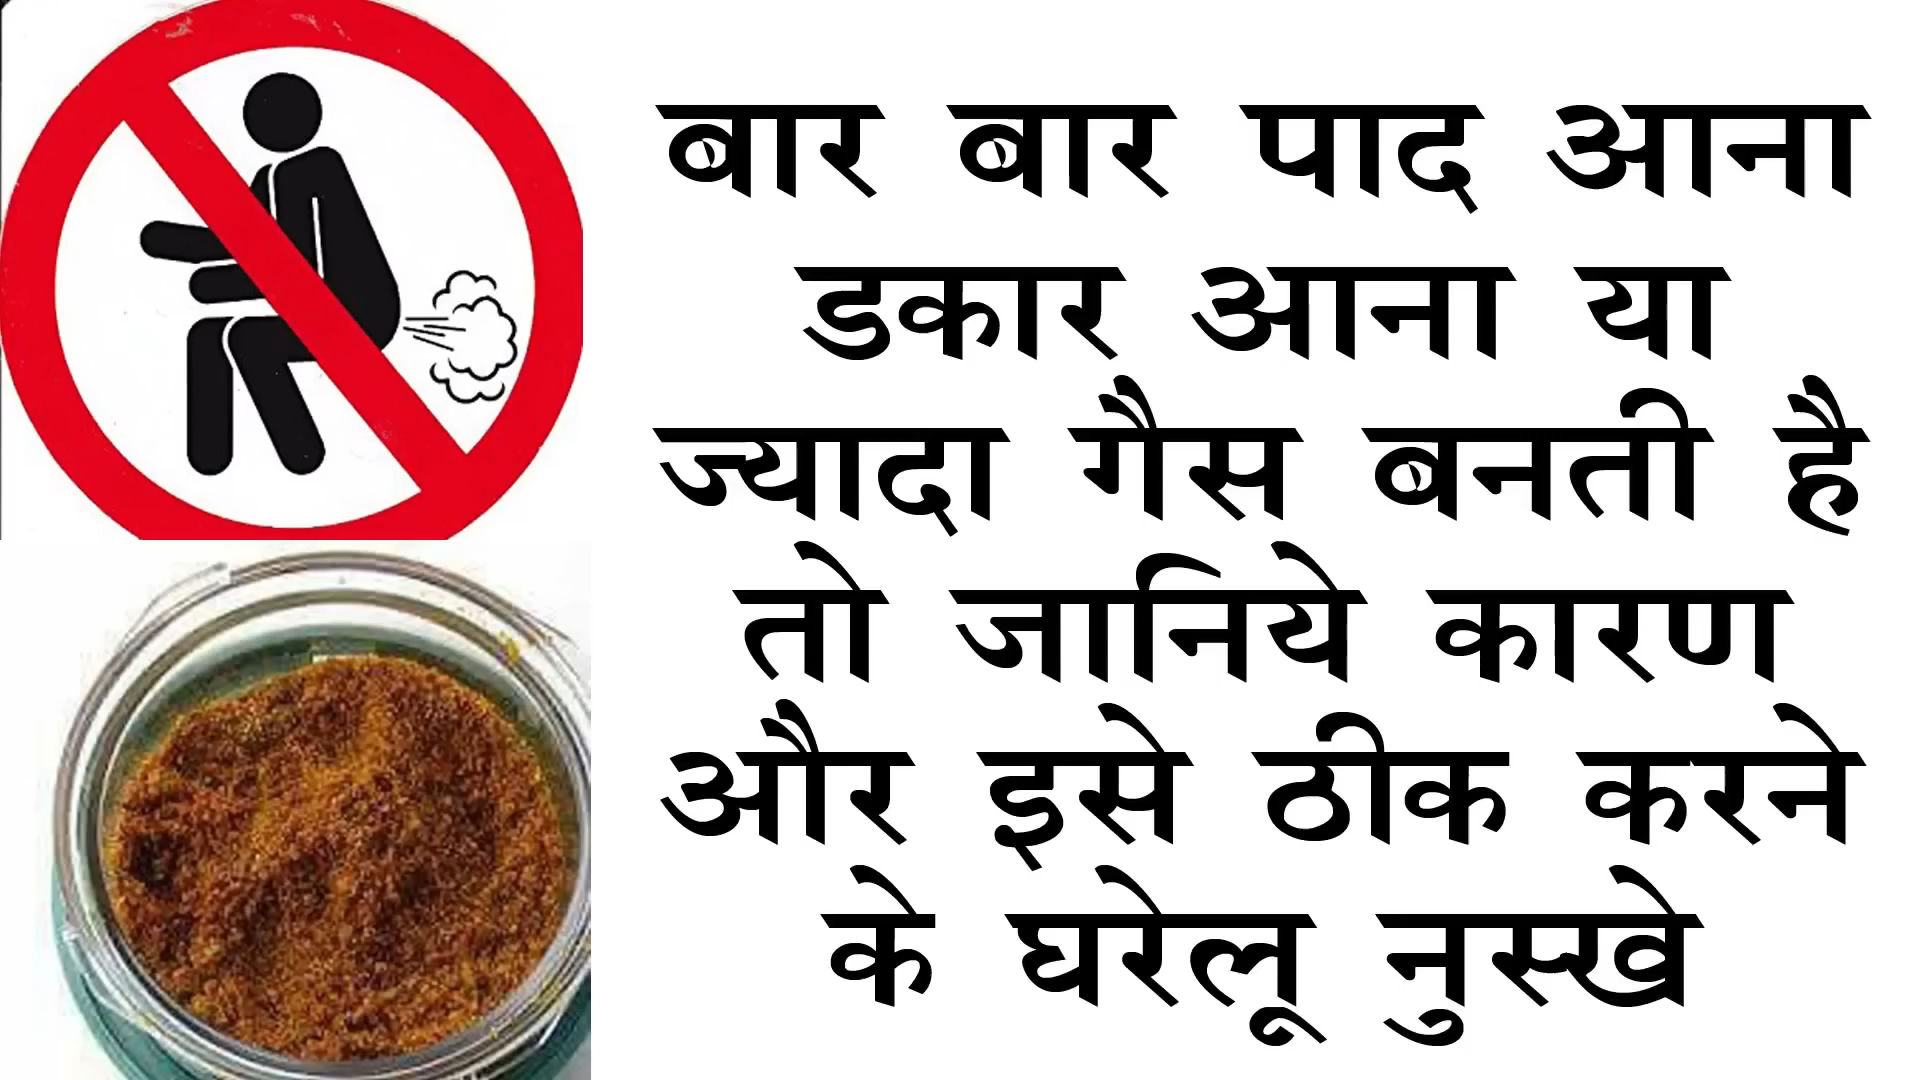 बार बार पाद आना
डकार आना या
ज्यादा गैस बनती है
तो जानिये कारण
और इसे ठीक करने
के घरेलू नुस्खे